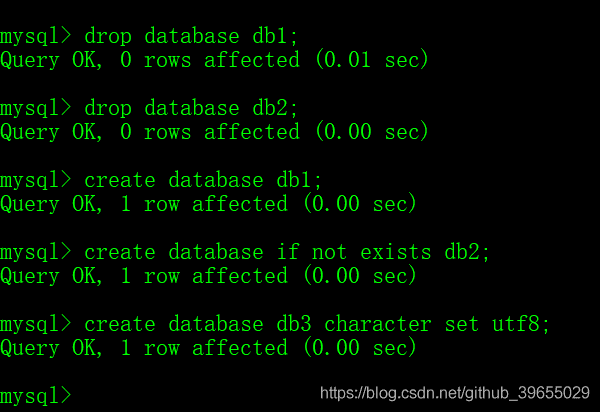 mysql> drop database db1;
Query OK, 0 rows affected (0.01 sec)
mysql> drop database db2;
Query OK, 0 rows affected (0.00 sec)
mysql> create database db1;
Query OK, 1 row affected (0.00 sec)
mysql> create database if not exists db2;
Query OK, 1 row affected (0.00 sec)
mysql> create database db3 character set utf8;
Query OK, 1 row affected (0.00 sec)
mysql>
https://blog.csdn.net/github_39655029